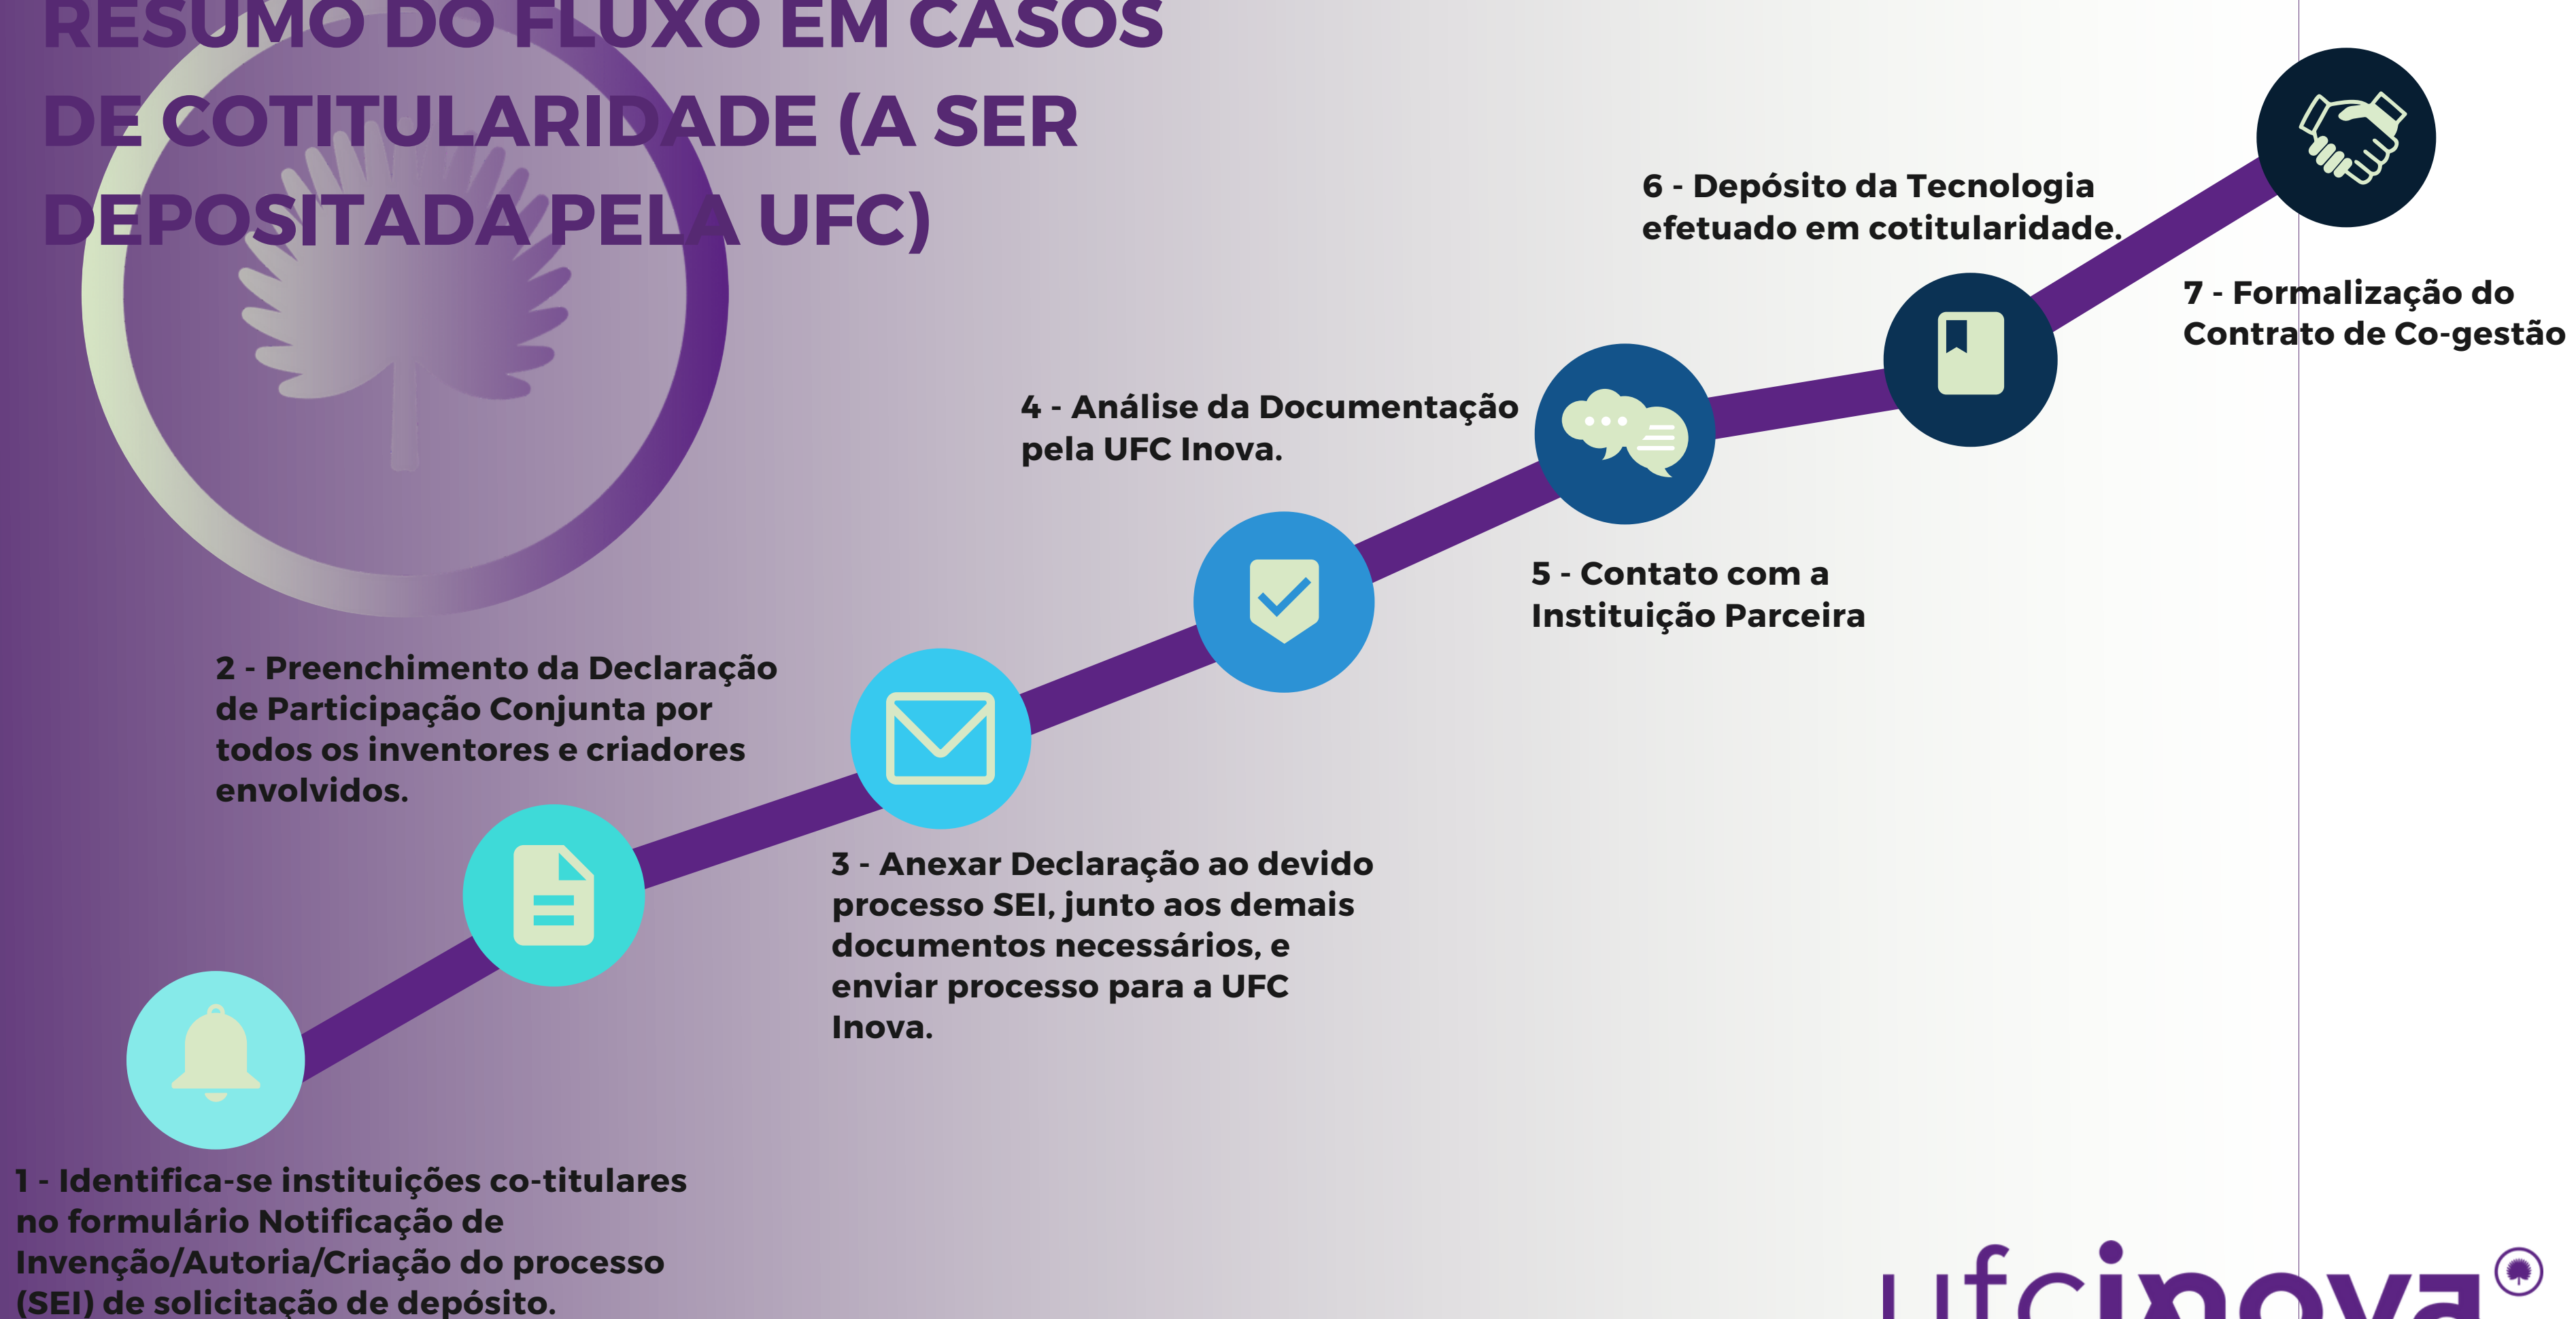 RESUMO DO FLUXO EM CASOS
DE COTITULARIDADE (A SER
DEPOSITADA PELA UFC)
1 - Identifica-se instituições co-titulares
no formulário Notificação de
Invenção/Autoria/Criação do processo
(SEI) de solicitação de depósito.
2 - Preenchimento da Declaração
de Participação Conjunta por
todos os inventores e criadores
envolvidos.
3 - Anexar Declaração ao devido
processo SEI, junto aos demais
documentos necessários, e
enviar processo para a UFC
Inova.
4 - Análise da Documentação
pela UFC Inova.
5 - Contato com a
Instituição Parceira
6 - Depósito da Tecnologia
efetuado em cotitularidade.
7 - Formalização do
Contrato de Co-gestão
ufcinova